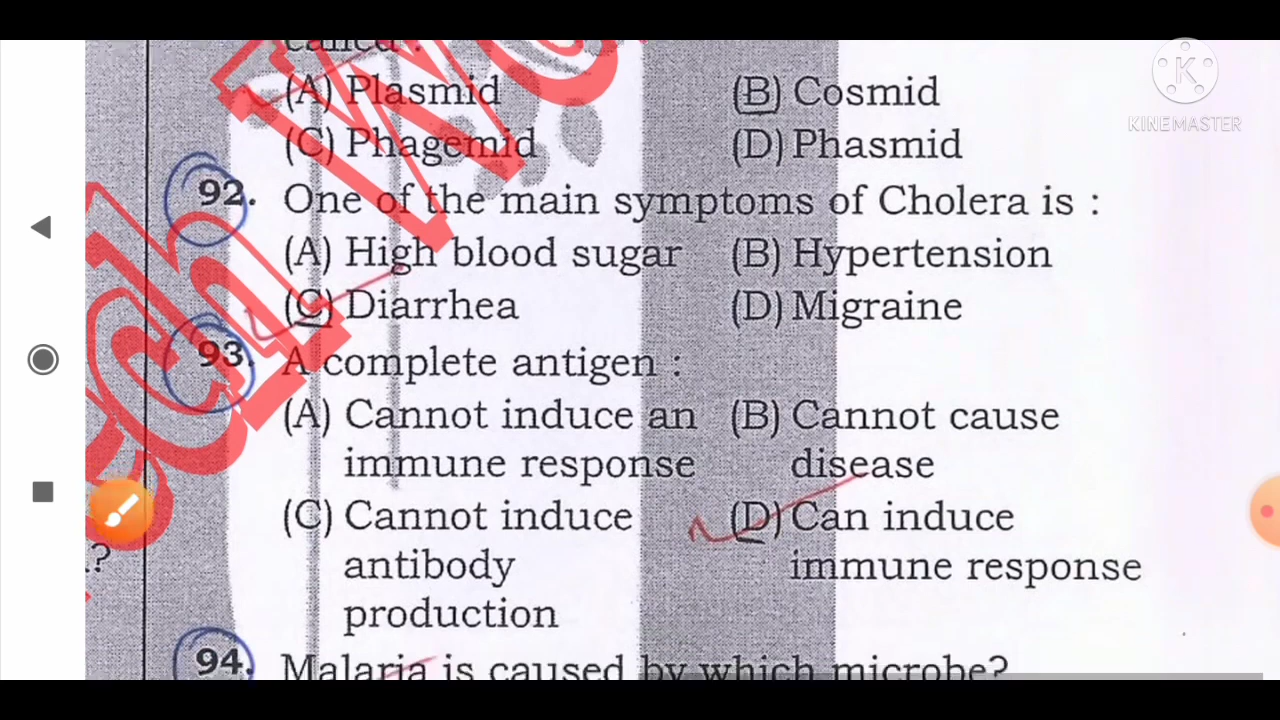 called :
(A) Plasmid (B) Cosmid
(C) Phagemid (D) Phasmid
92. One of the main symptoms of Cholera is :
(A) High blood sugar (B) Hypertension
(C) Diarrhea (D) Migraine
93. A complete antigen :
(A) Cannot induce an (B) Cannot cause
immune response disease
(C) Cannot induce (D) Can induce
antibody immune response
production
94. Malaria is caused by which microbe?
?
K
KINEMASTER